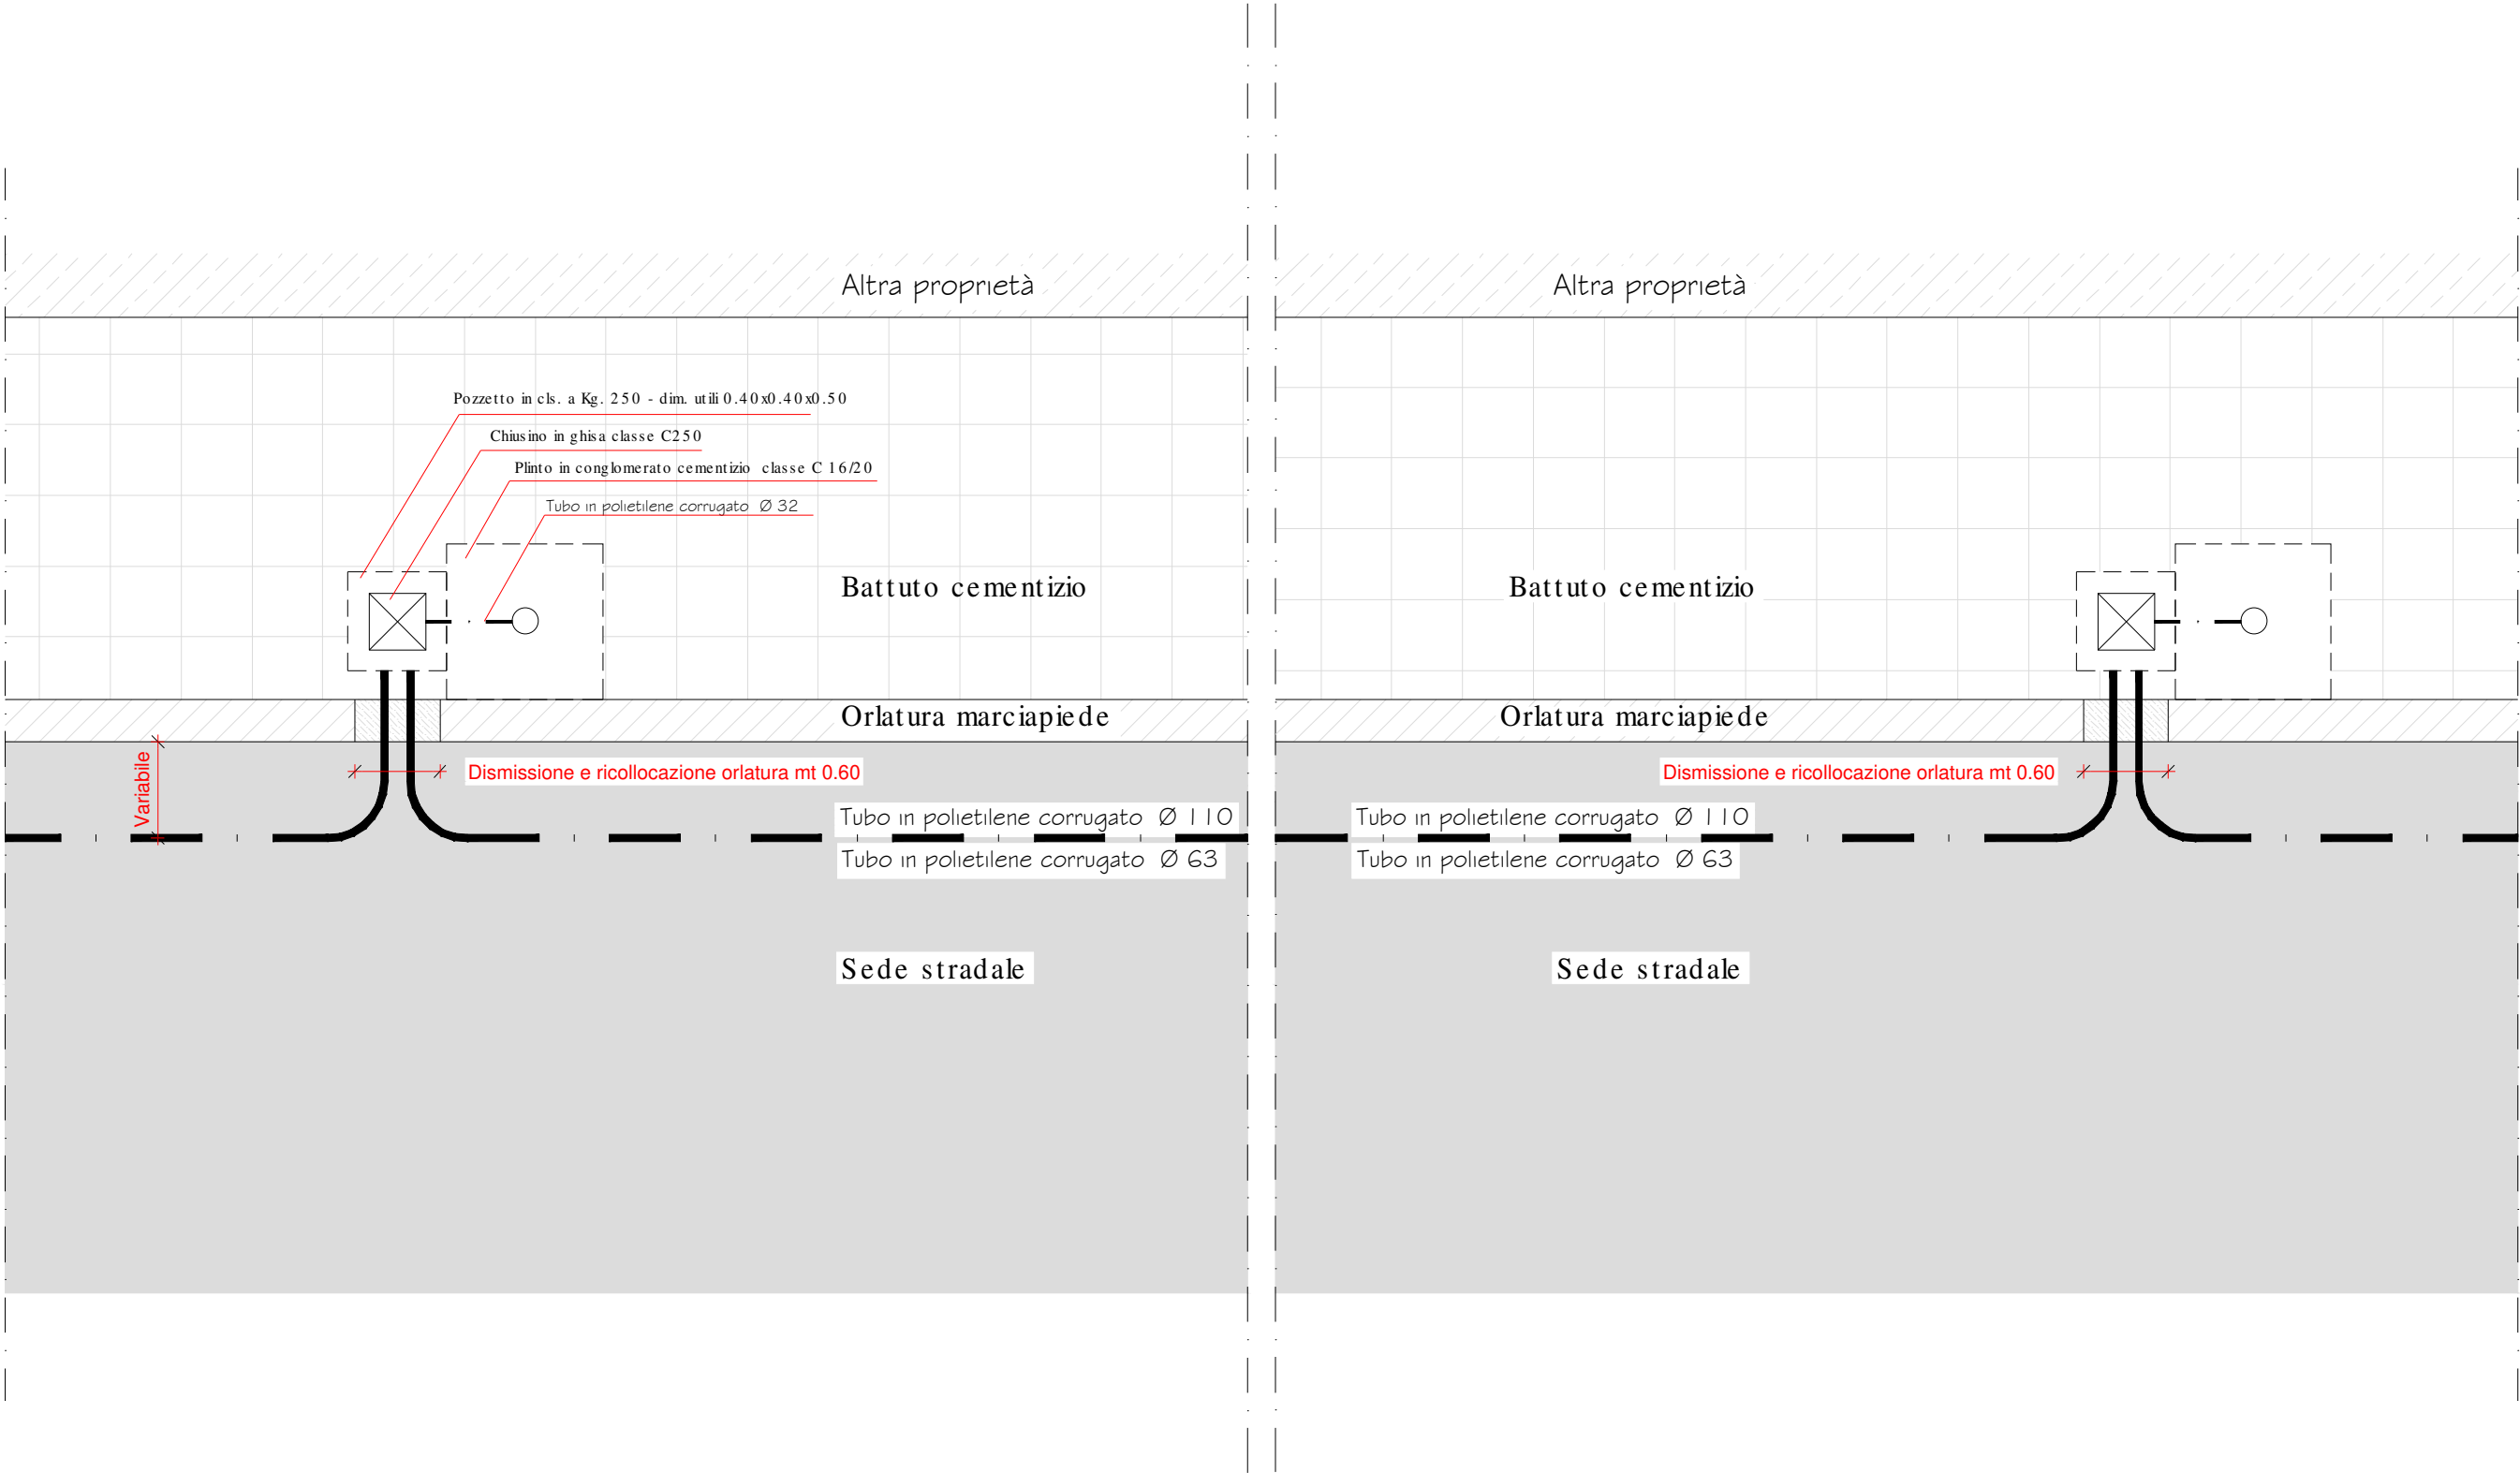 Altra proprietà
Altra proprietà
Pozzetto in cls. a Kg. 250 - dim. utili 0.40x0.40x0.50
Chiusino in ghisa classe C250
Plinto in conglomerato cementizio classe C 16/20
Tubo in polietilene corrugato Ø 32
Battuto cementizio
Battuto cementizio
Orlatura marciapiede
Orlatura marciapiede
Variabile
Dismissione e ricollocazione orlatura mt 0.60
Dismissione e ricollocazione orlatura mt 0.60
Tubo in polietilene corrugato Ø 110
Tubo in polietilene corrugato Ø 110
Tubo in polietilene corrugato Ø 63
Tubo in polietilene corrugato Ø 63
Sede stradale
Sede stradale